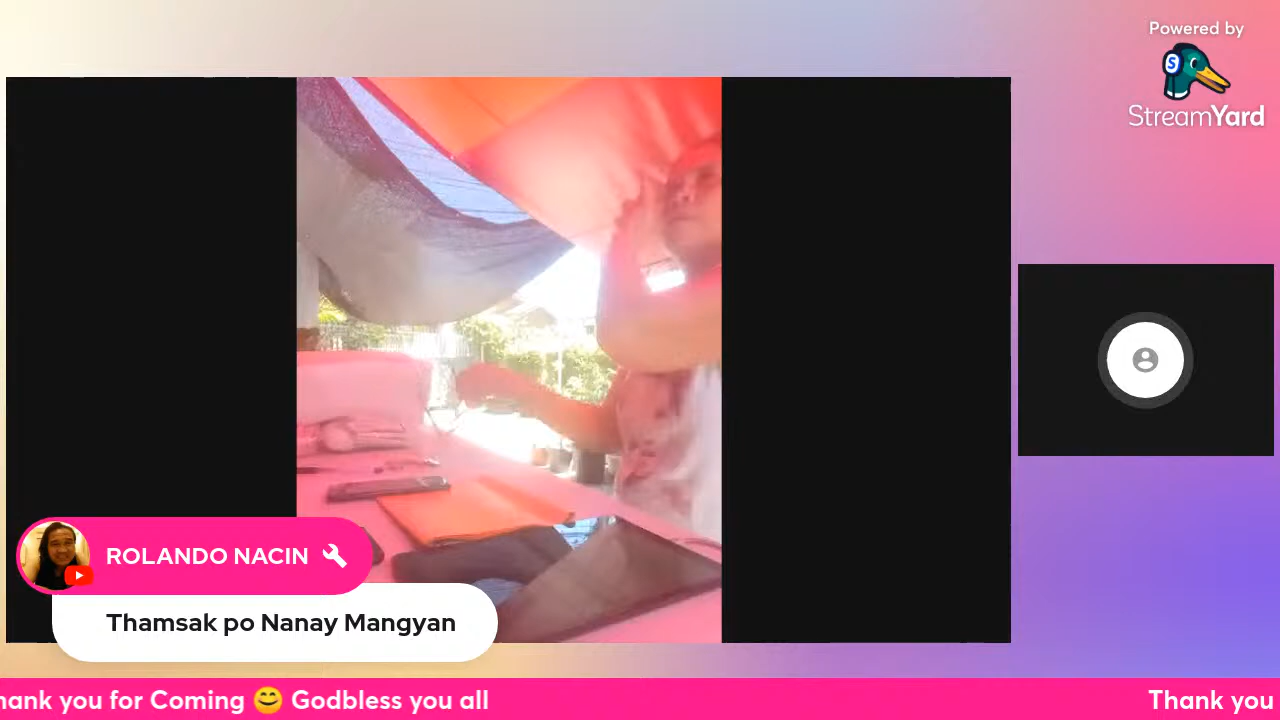 Powered by
StreamYard
ROLANDO NACIN
Thamsak po Nanay Mangyan
hank you for Coming 😊 Godbless you all
Thank you